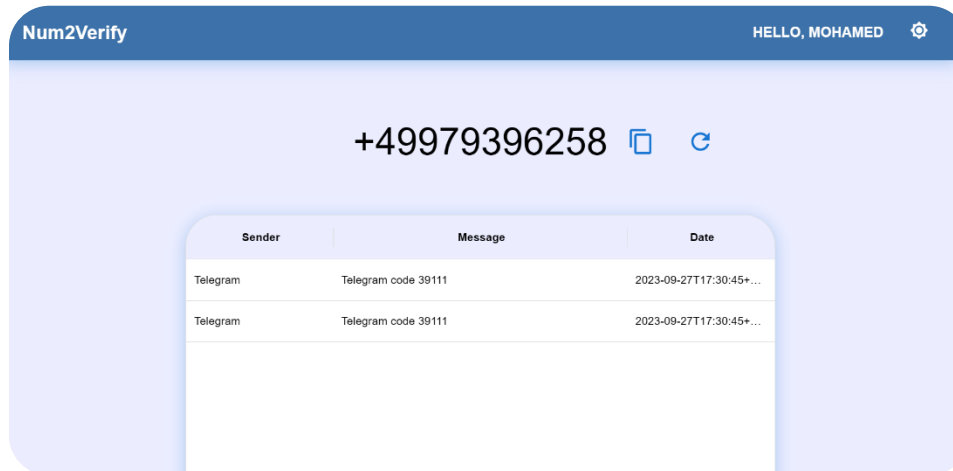 Num2Verify HELLO, MOHAMED
+49979396258
Sender Message Date
Telegram Telegram code 39111 2023-09-27T17:30:45+...
Telegram Telegram code 39111 2023-09-27T17:30:45+...